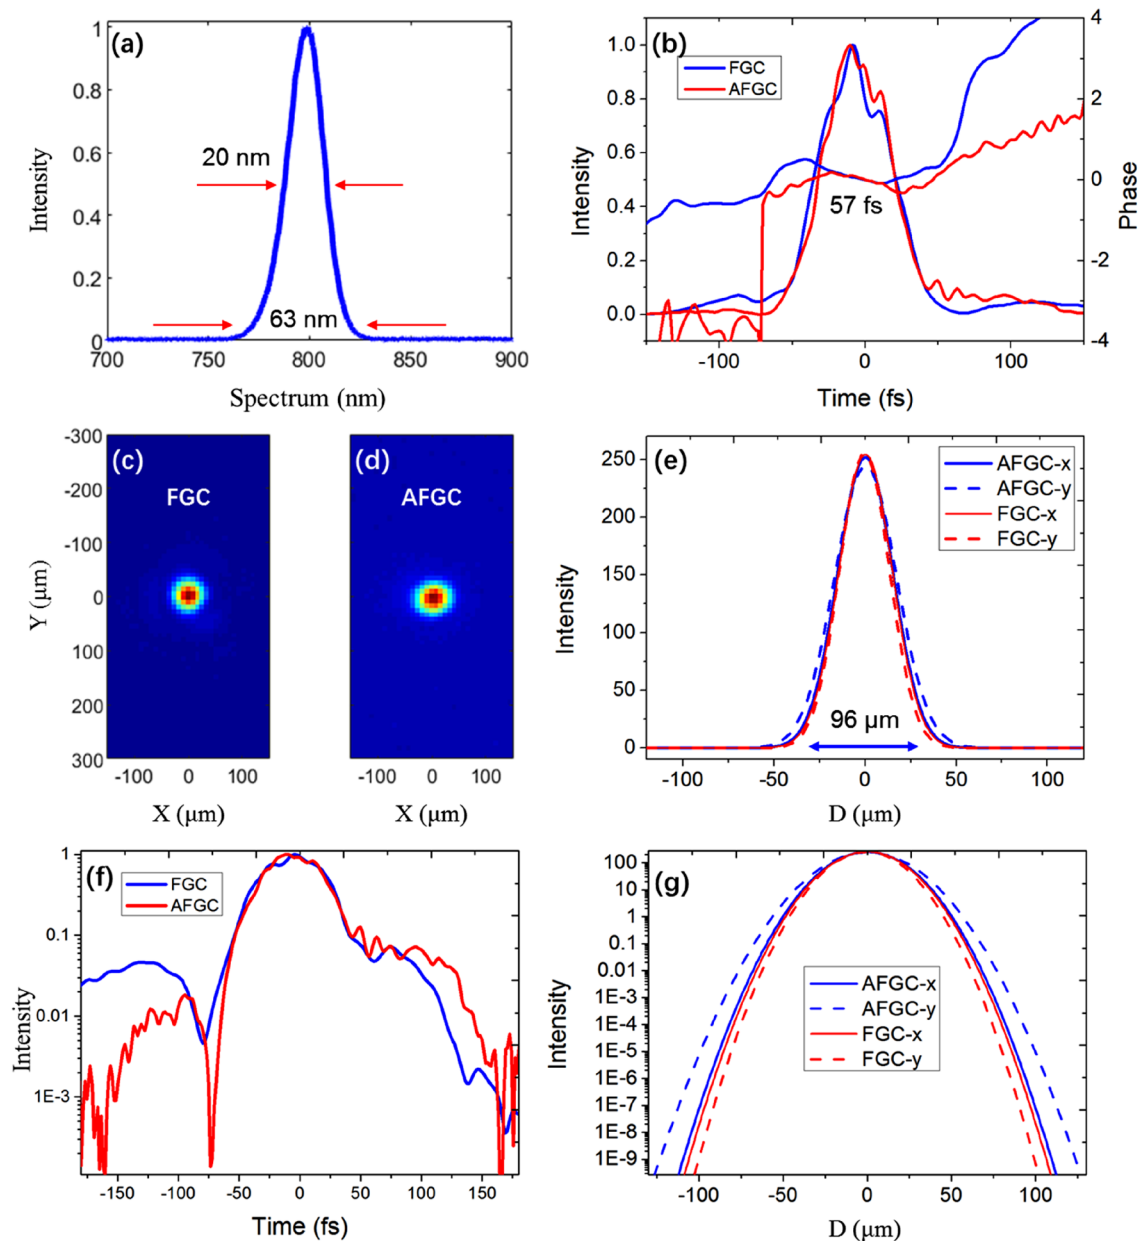 (a)
1
0.8
0.6
0.4
0.2
0
Intensity
20 nm
63 nm
700
750
800
850
900
Spectrum (nm)
(b)
FGC
AFGC
1.0
0.8
0.6
0.4
0.2
0.0
Intensity
57 fs
4
2
0
-2
-4
Phase
-100
0
100
Time (fs)
-300
-200
-100
0
100
200
300
Y (μm)
(c)
FGC
-100
0
100
X (μm)
(d)
AFGC
-100
0
100
X (μm)
(e)
AFGC-x
AFGC-y
FGC-x
FGC-y
250
200
150
100
50
0
Intensity
96 μm
-100
-50
0
50
100
D (μm)
(f)
FGC
AFGC
1
0.1
0.01
1E-3
Intensity
-150
-100
-50
0
50
100
150
Time (fs)
(g)
100
10
1
0.1
0.01
1E-3
1E-4
1E-5
1E-6
1E-7
1E-8
1E-9
Intensity
AFGC-x
AFGC-y
FGC-x
FGC-y
-100
-50
0
50
100
D (μm)